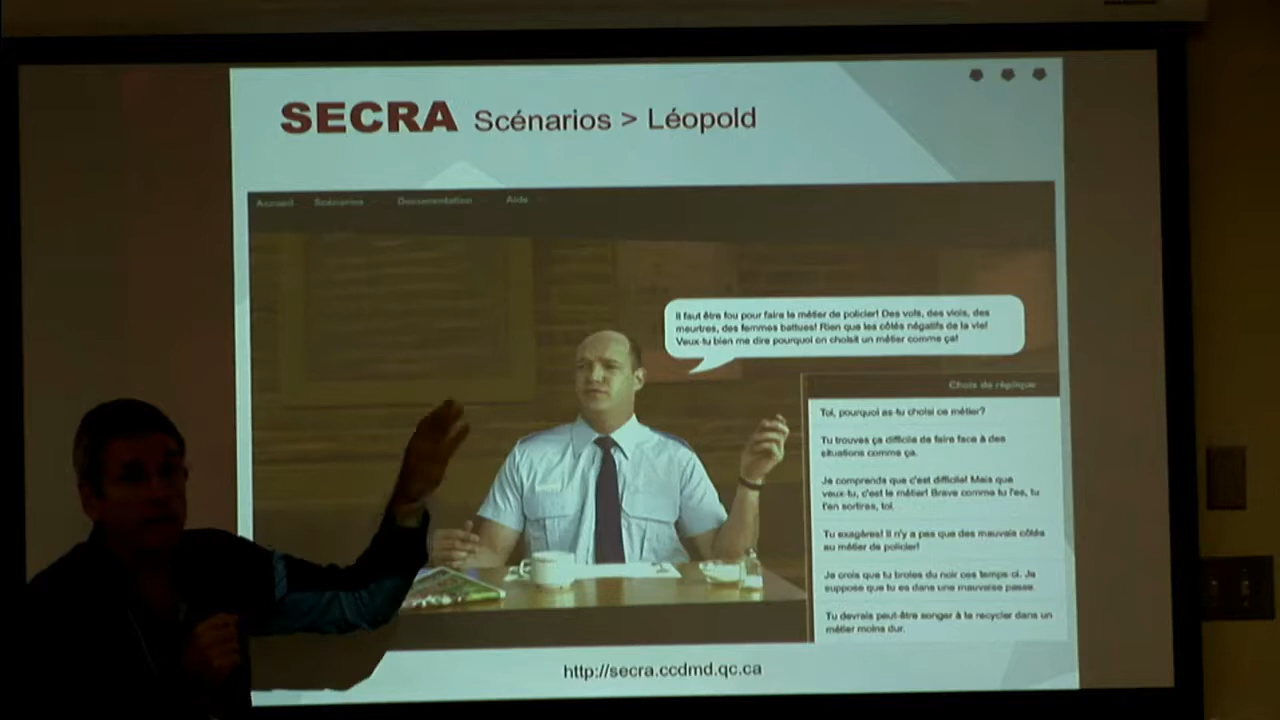 SECRA Scénarios > Léopold
Accueil Scénarios Documentation Aide
Il faut être fou pour faire le métier de policier! Des vols, des viols, des
meurtres, des femmes battues! Rien que les côtés négatifs de la vie!
Veux-tu bien me dire pourquoi on choisit un métier comme ça!
Choix de réplique
Toi, pourquoi as-tu choisi ce métier?
Tu trouves ça difficile de faire face à des
situations comme ça.
Je comprends que c'est difficile! Mais que
veux-tu, c'est le métier! Brave comme tu l'es, tu
t'en sortiras, toi.
Tu exagères! Il n'y a pas que des mauvais côtés
au métier de policier!
Je crois que tu broies du noir ces temps-ci. Je
suppose que tu es dans une mauvaise passe.
Tu devrais peut-être songer à te recycler dans un
métier moins dur.
http://secra.ccdmd.qc.ca